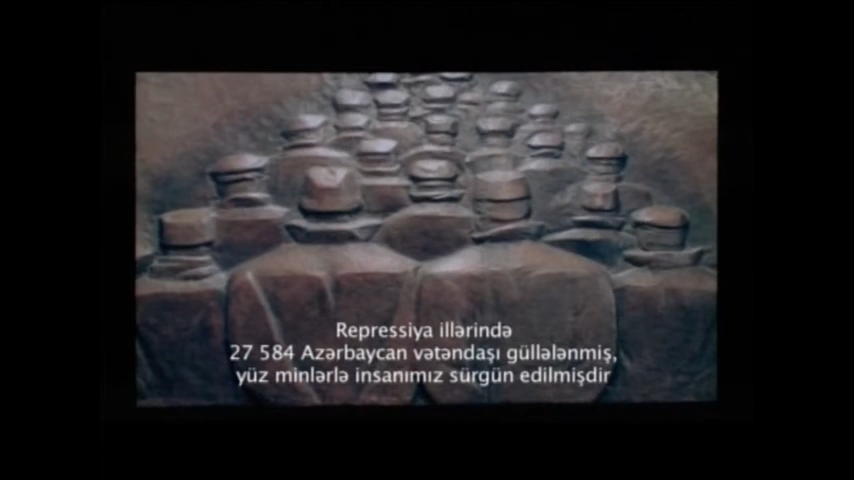 Repressiya illərində
27 584 Azərbaycan vətəndaşı güllələnmiş,
yüz minlərlə insanımız sürgün edilmişdir